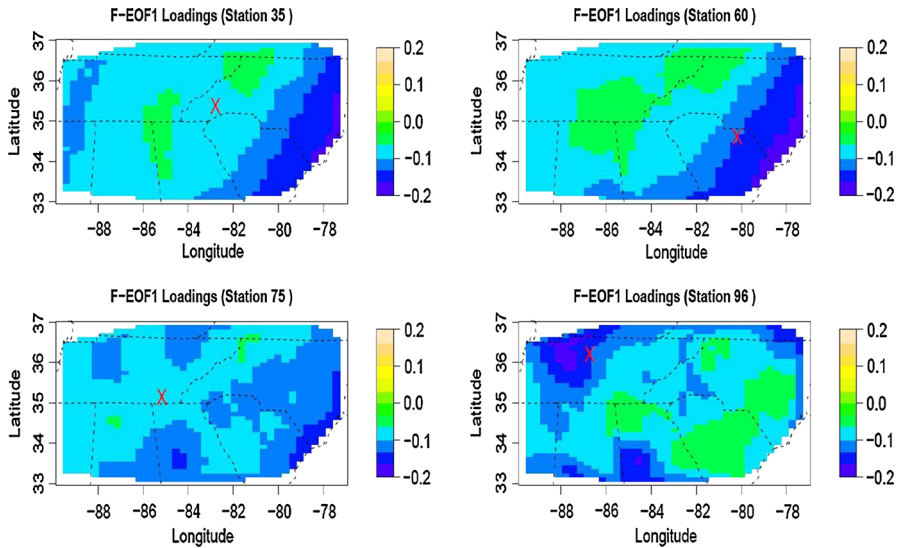 F-EOF1 Loadings (Station 35 )
Latitude
37
36
35
34
33
0.2
0.1
0.0
-0.1
-0.2
-88 -86 -84 -82 -80 -78
Longitude
X
F-EOF1 Loadings (Station 60 )
Latitude
37
36
35
34
33
0.2
0.1
0.0
-0.1
-0.2
-88 -86 -84 -82 -80 -78
Longitude
X
F-EOF1 Loadings (Station 75 )
Latitude
37
36
35
34
33
0.2
0.1
0.0
-0.1
-0.2
-88 -86 -84 -82 -80 -78
Longitude
X
F-EOF1 Loadings (Station 96 )
Latitude
37
36
35
34
33
0.2
0.1
0.0
-0.1
-0.2
-88 -86 -84 -82 -80 -78
Longitude
X